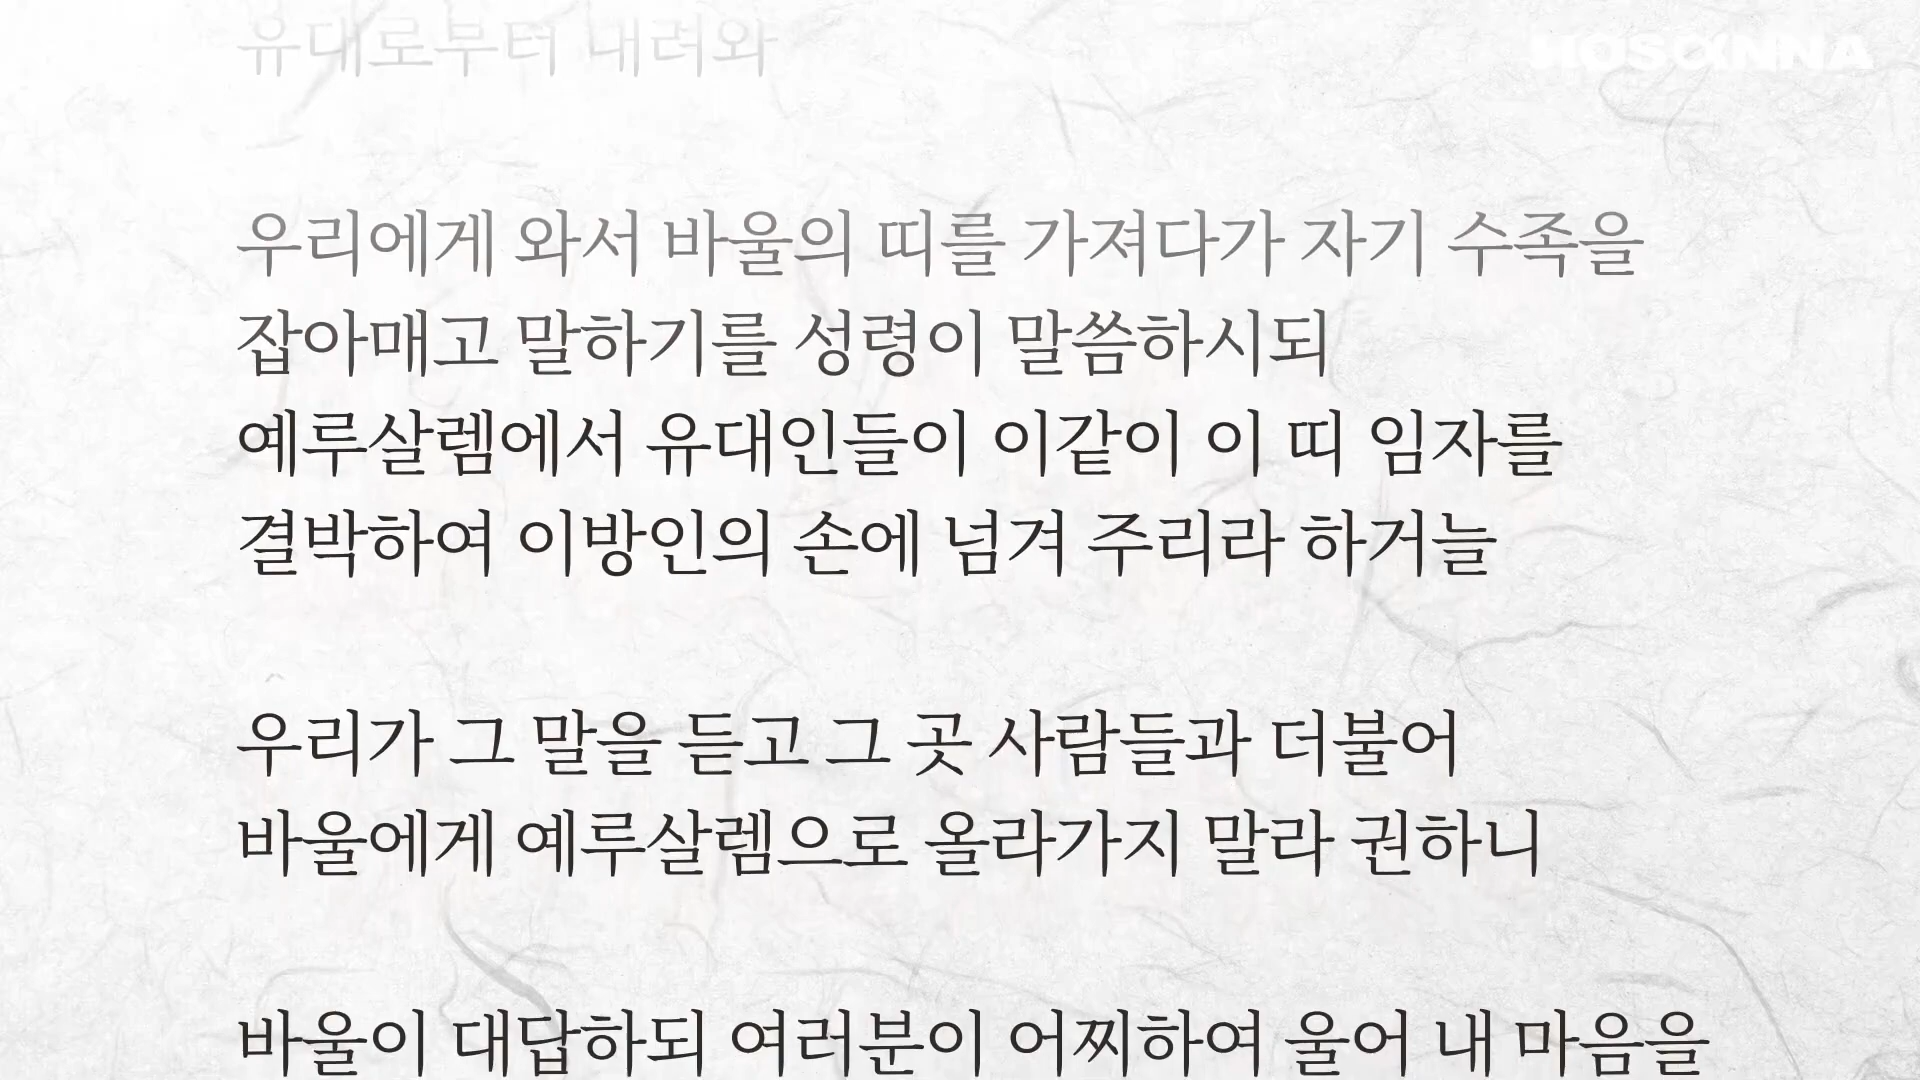 유대로부터 내려와
HOSANNA
우리에게 와서 바울의 띠를 가져다가 자기 수족을
잡아매고 말하기를 성령이 말씀하시되
예루살렘에서 유대인들이 이같이 이 띠 임자를
결박하여 이방인의 손에 넘겨 주리라 하거늘
우리가 그 말을 듣고 그 곳 사람들과 더불어
바울에게 예루살렘으로 올라가지 말라 권하니
바울이 대답하되 여러분이 어찌하여 울어 내 마음을